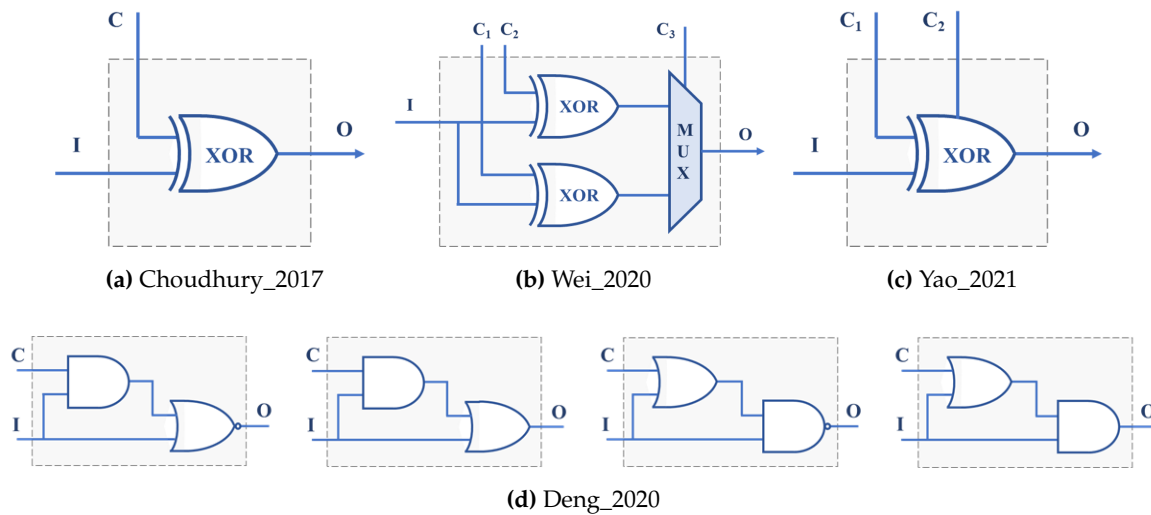 C
I
XOR
O
(a) Choudhury_2017
C₁ C₂
C₃
I
XOR
XOR
M
U
X
O
(b) Wei_2020
C₁ C₂
I
XOR
O
(c) Yao_2021
C
I
O
C
I
O
C
I
O
C
I
O
(d) Deng_2020